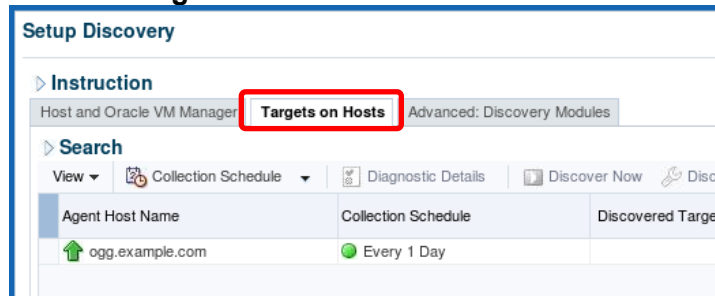 Setup Discovery
Instruction
Host and Oracle VM Manager Targets on Hosts Advanced: Discovery Modules
Search
View Collection Schedule Diagnostic Details Discover Now
Agent Host Name Collection Schedule Discovered
ogg.example.com Every 1 Day